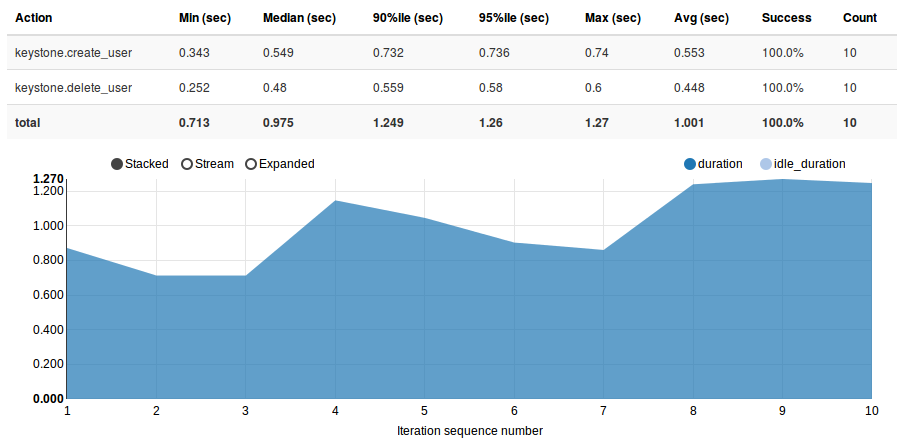 Action Min (sec) Median (sec) 90%ile (sec) 95%ile (sec) Max (sec) Avg (sec) Success Count
keystone.create_user 0.343 0.549 0.732 0.736 0.74 0.553 100.0% 10
keystone.delete_user 0.252 0.48 0.559 0.58 0.6 0.448 100.0% 10
total 0.713 0.975 1.249 1.26 1.27 1.001 100.0% 10
Stacked Stream Expanded duration idle_duration
1.270
1.200
1.000
0.800
0.600
0.400
0.200
0.000
1 2 3 4 5 6 7 8 9 10
Iteration sequence number